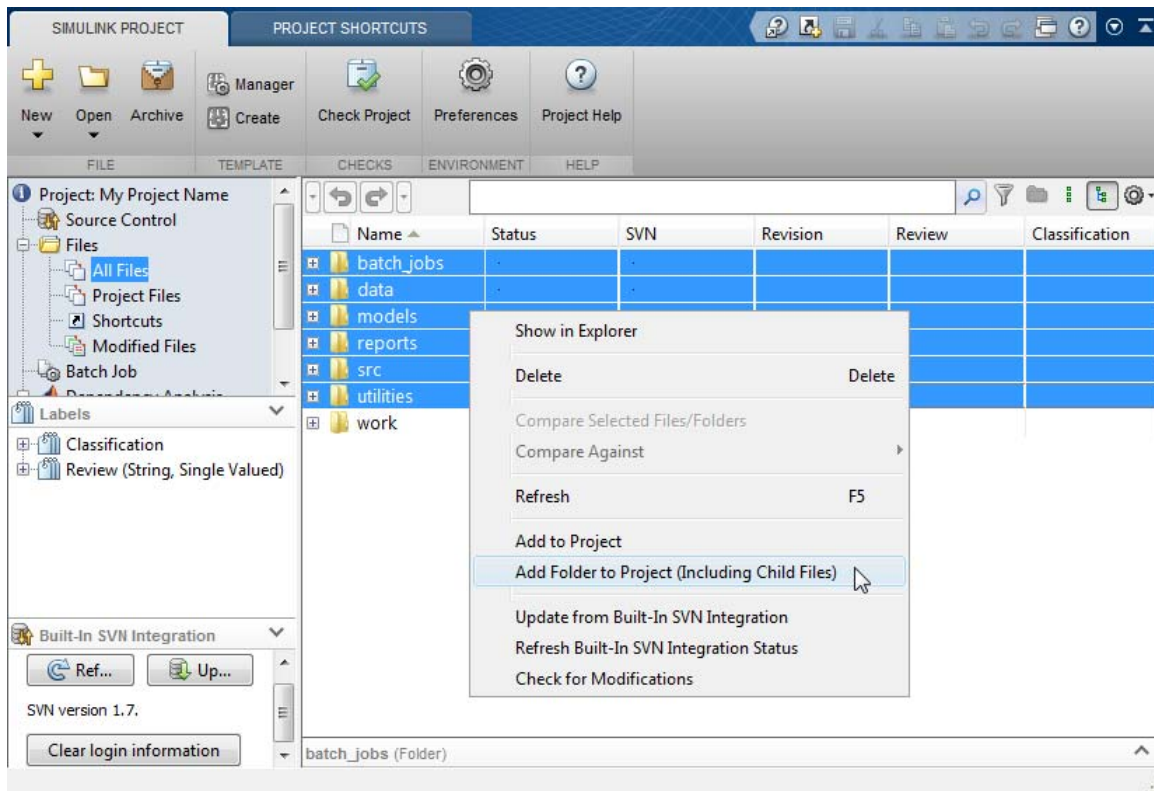 SIMULINK PROJECT PROJECT SHORTCUTS
New Open Archive Manager Create Check Project Preferences Project Help
FILE TEMPLATE CHECKS ENVIRONMENT HELP
Project: My Project Name
Source Control
Files
All Files
Project Files
Shortcuts
Modified Files
Batch Job
Dependency Analysis
Labels
Classification
Review (String, Single Valued)
Built-In SVN Integration
Ref... Up...
SVN version 1.7.
Clear login information
Name Status SVN Revision Review Classification
batch_jobs
data
models
reports
src
utilities
work
Show in Explorer
Delete Delete
Compare Selected Files/Folders
Compare Against
Refresh F5
Add to Project
Add Folder to Project (Including Child Files)
Update from Built-In SVN Integration
Refresh Built-In SVN Integration Status
Check for Modifications
batch_jobs (Folder)